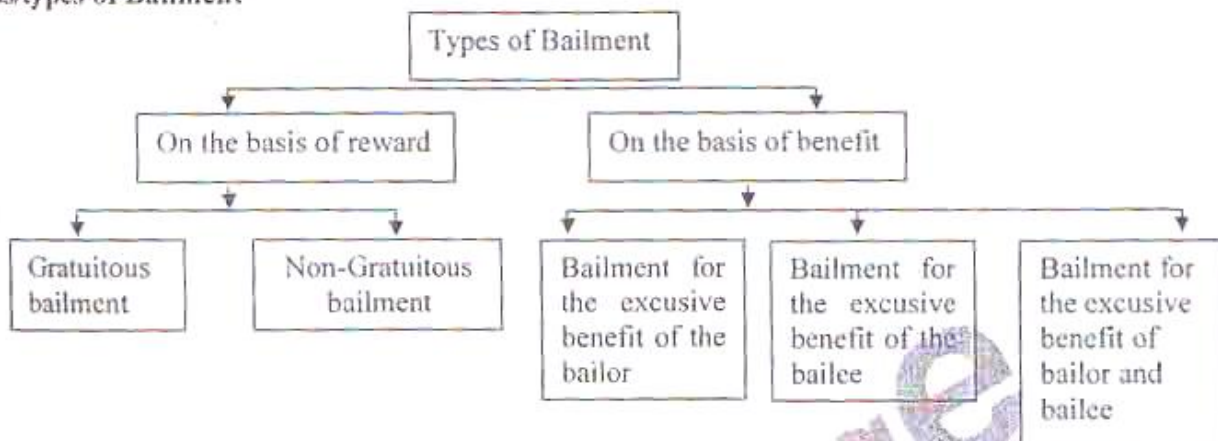 types of Bailment
Types of Bailment
On the basis of reward
On the basis of benefit
Gratuitous
bailment
Non-Gratuitous
bailment
Bailment for
the excusive
benefit of the
bailor
Bailment for
the excusive
benefit of the
bailee
Bailment for
the excusive
benefit of
bailor and
bailee